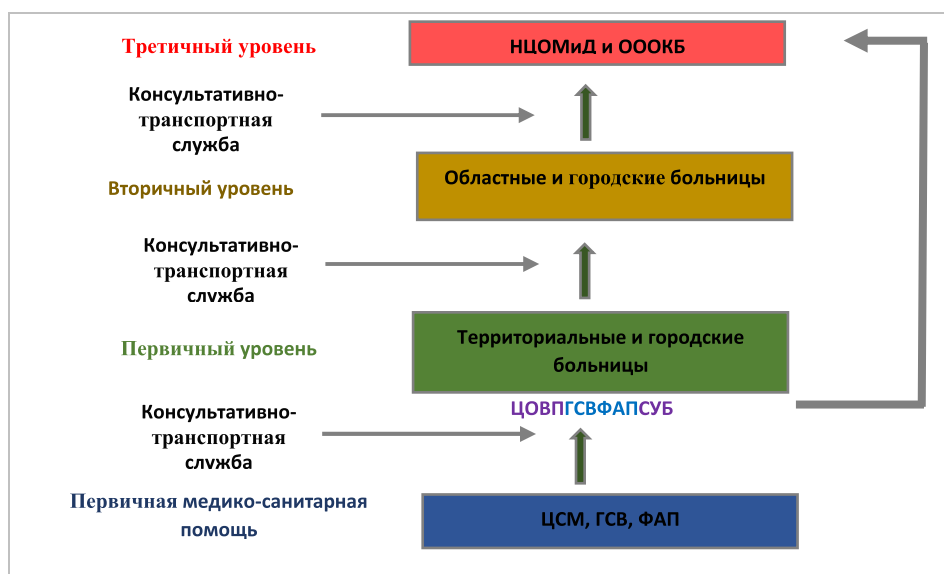 Третичный уровень
НЦОМиД и ОООКБ
Консультативно-
транспортная
служба
Вторичный уровень
Областные и городские больницы
Консультативно-
транспортная
служба
Первичный уровень
Территориальные и городские
больницы
ЦОВПГСВФАПСУБ
Консультативно-
транспортная
служба
Первичная медико-санитарная
помощь
ЦСМ, ГСВ, ФАП